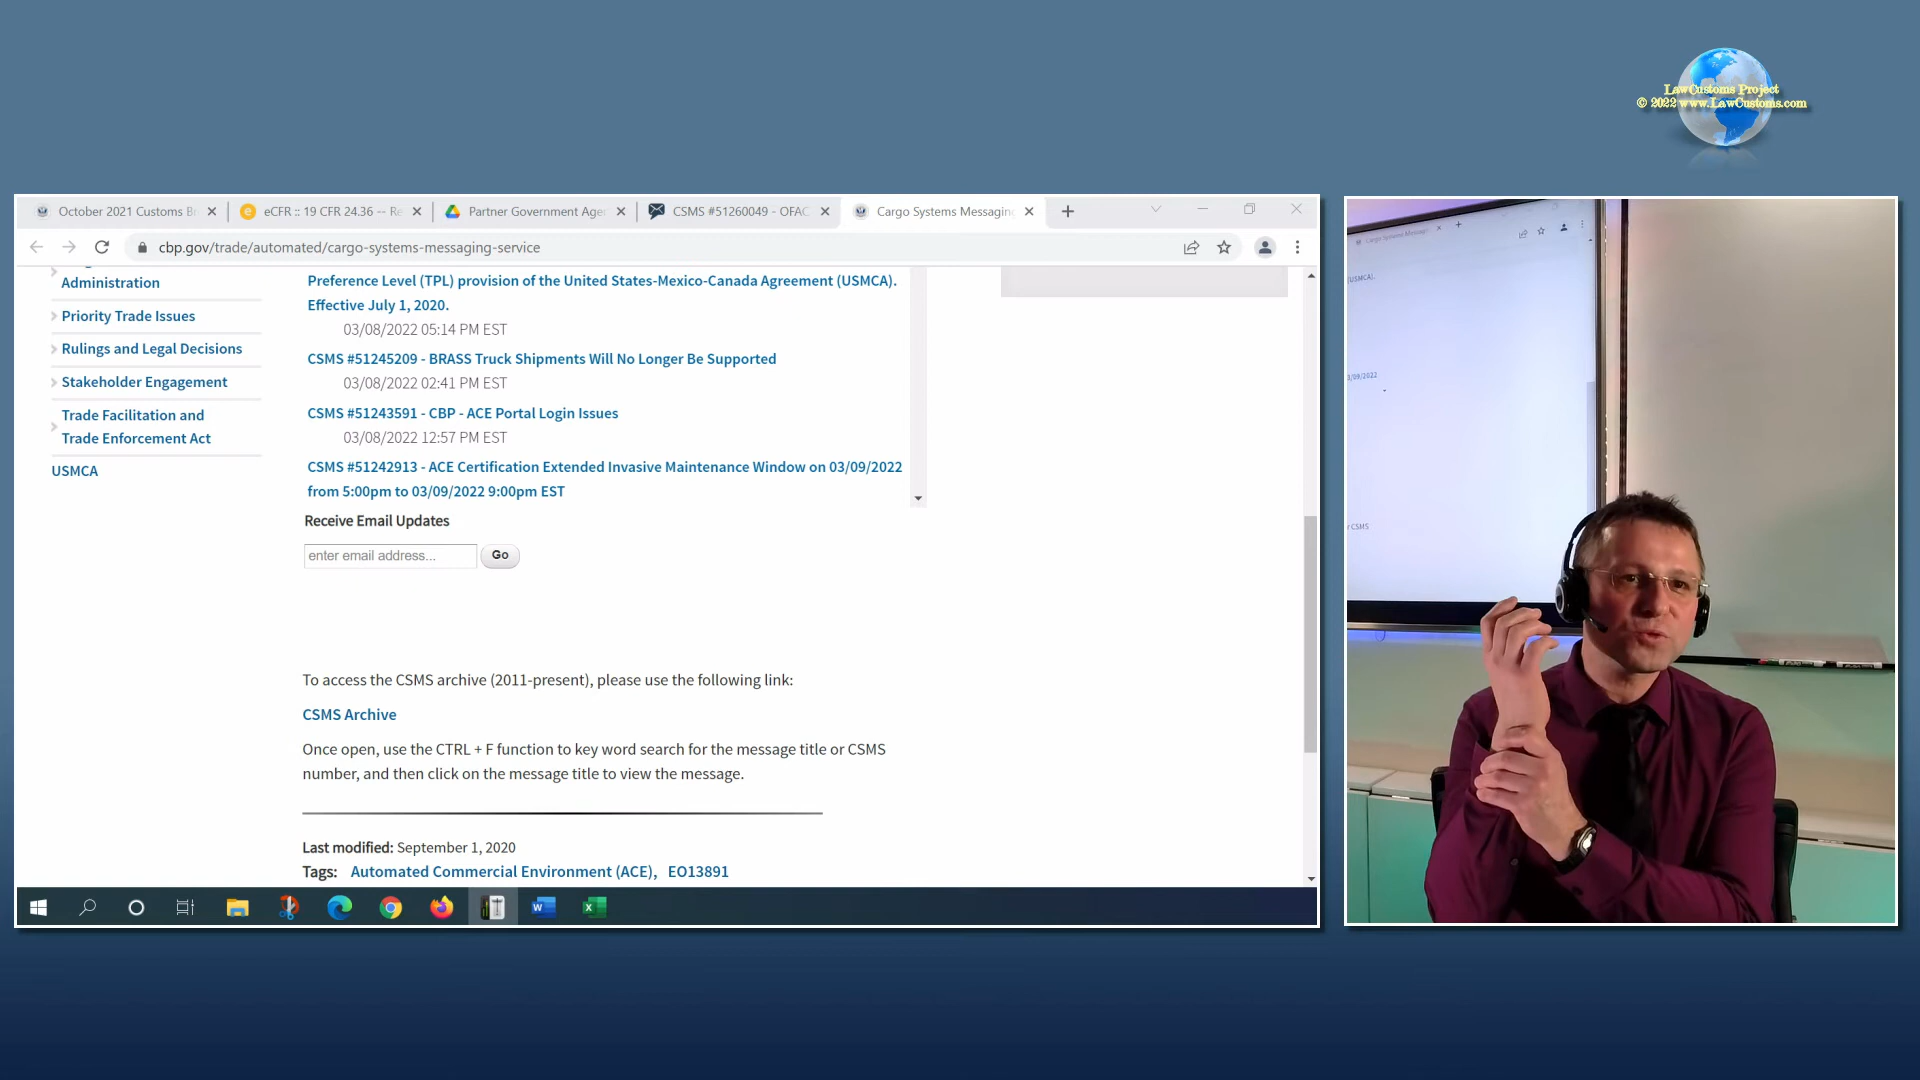 LawCustoms Project
© 2022 www.LawCustoms.com
October 2021 Customs B
eCFR :: 19 CFR 24.36 -- Re
Partner Government Age
CSMS #51260049 - OFAC
Cargo Systems Messaging
cbp.gov/trade/automated/cargo-systems-messaging-service
Administration
Priority Trade Issues
Rulings and Legal Decisions
Stakeholder Engagement
Trade Facilitation and
Trade Enforcement Act
USMCA
Preference Level (TPL) provision of the United States-Mexico-Canada Agreement (USMCA).
Effective July 1, 2020.
03/08/2022 05:14 PM EST
CSMS #51245209 - BRASS Truck Shipments Will No Longer Be Supported
03/08/2022 02:41 PM EST
CSMS #51243591 - CBP - ACE Portal Login Issues
03/08/2022 12:57 PM EST
CSMS #51242913 - ACE Certification Extended Invasive Maintenance Window on 03/09/2022
from 5:00pm to 03/09/2022 9:00pm EST
Receive Email Updates
enter email address...
Go
To access the CSMS archive (2011-present), please use the following link:
CSMS Archive
Once open, use the CTRL + F function to key word search for the message title or CSMS
number, and then click on the message title to view the message.
Last modified: September 1, 2020
Tags: Automated Commercial Environment (ACE), EO13891
Cargo Systems Messag
(USMCA).
3/09/2022
r CSMS